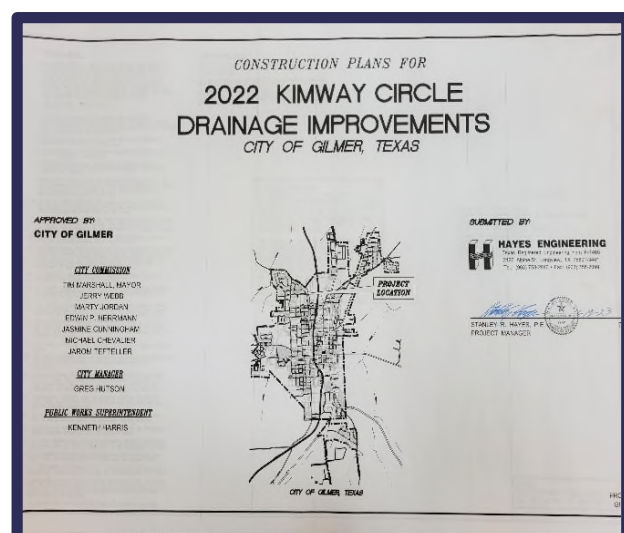 CONSTRUCTION PLANS FOR
2022 KIMWAY CIRCLE
DRAINAGE IMPROVEMENTS
CITY OF GILMER, TEXAS
APPROVED BY:
CITY OF GILMER
CITY COMMISSION
TIM MARSHALL, MAYOR
JERRY WEBB
MARTY JORDAN
EDWIN P. HERRMANN
JASMINE CUNNINGHAM
MICHAEL CHEVALIER
JAROM TEFTELLER
CITY MANAGER
GREG HUTSON
PUBLIC WORKS SUPERINTENDENT
KENNETH HARRIS
PROJECT
LOCATION
CITY OF GILMER, TEXAS
SUBMITTED BY:
HAYES ENGINEERING
STANLEY R. HAYES, P.E.
PROJECT MANAGER